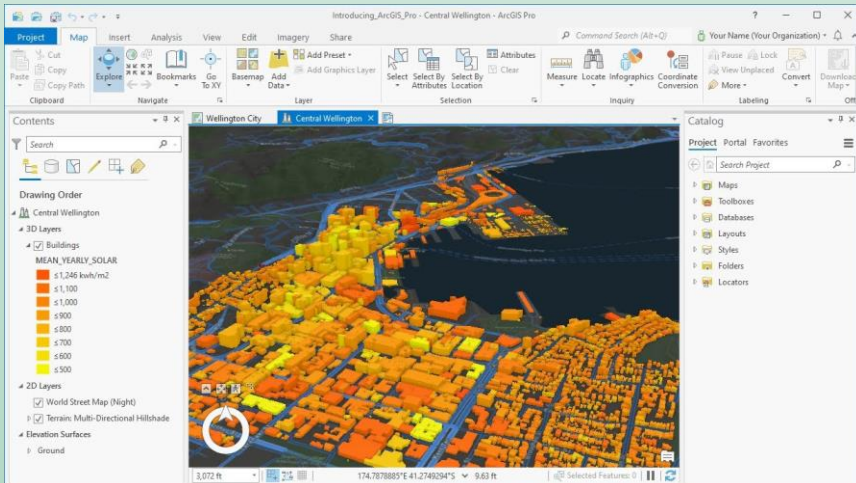 Introducing_ArcGIS_Pro - Central Wellington - ArcGIS Pro
?
Project Map Insert Analysis View Edit Imagery Share
Command Search (Alt+Q)
Your Name (Your Organization)
Paste
Cut
Copy
Copy Path
Clipboard
Explore
Bookmarks
Go
To XY
Navigate
Basemap
Add
Data
Add Preset
Add Graphics Layer
Layer
Select
Select By
Attributes
Select By
Location
Attributes
Clear
Selection
Measure
Locate
Infographics
Coordinate
Conversion
Inquiry
Pause
Lock
View Unplaced
More
Convert
Labeling
Download
Map
Contents
Search
Drawing Order
Central Wellington
3D Layers
Buildings
MEAN_YEARLY_SOLAR
≤1,246 kwh/m2
≤1,100
≤1,000
≤900
≤800
≤700
≤600
≤500
2D Layers
World Street Map (Night)
Terrain: Multi-Directional Hillshade
Elevation Surfaces
Ground
Wellington City
Central Wellington
3,072 ft
174.7878885°E 41.2749294°S
9.63 ft
Selected Features: 0
Catalog
Project Portal Favorites
Search Project
Maps
Toolboxes
Databases
Layouts
Styles
Folders
Locators